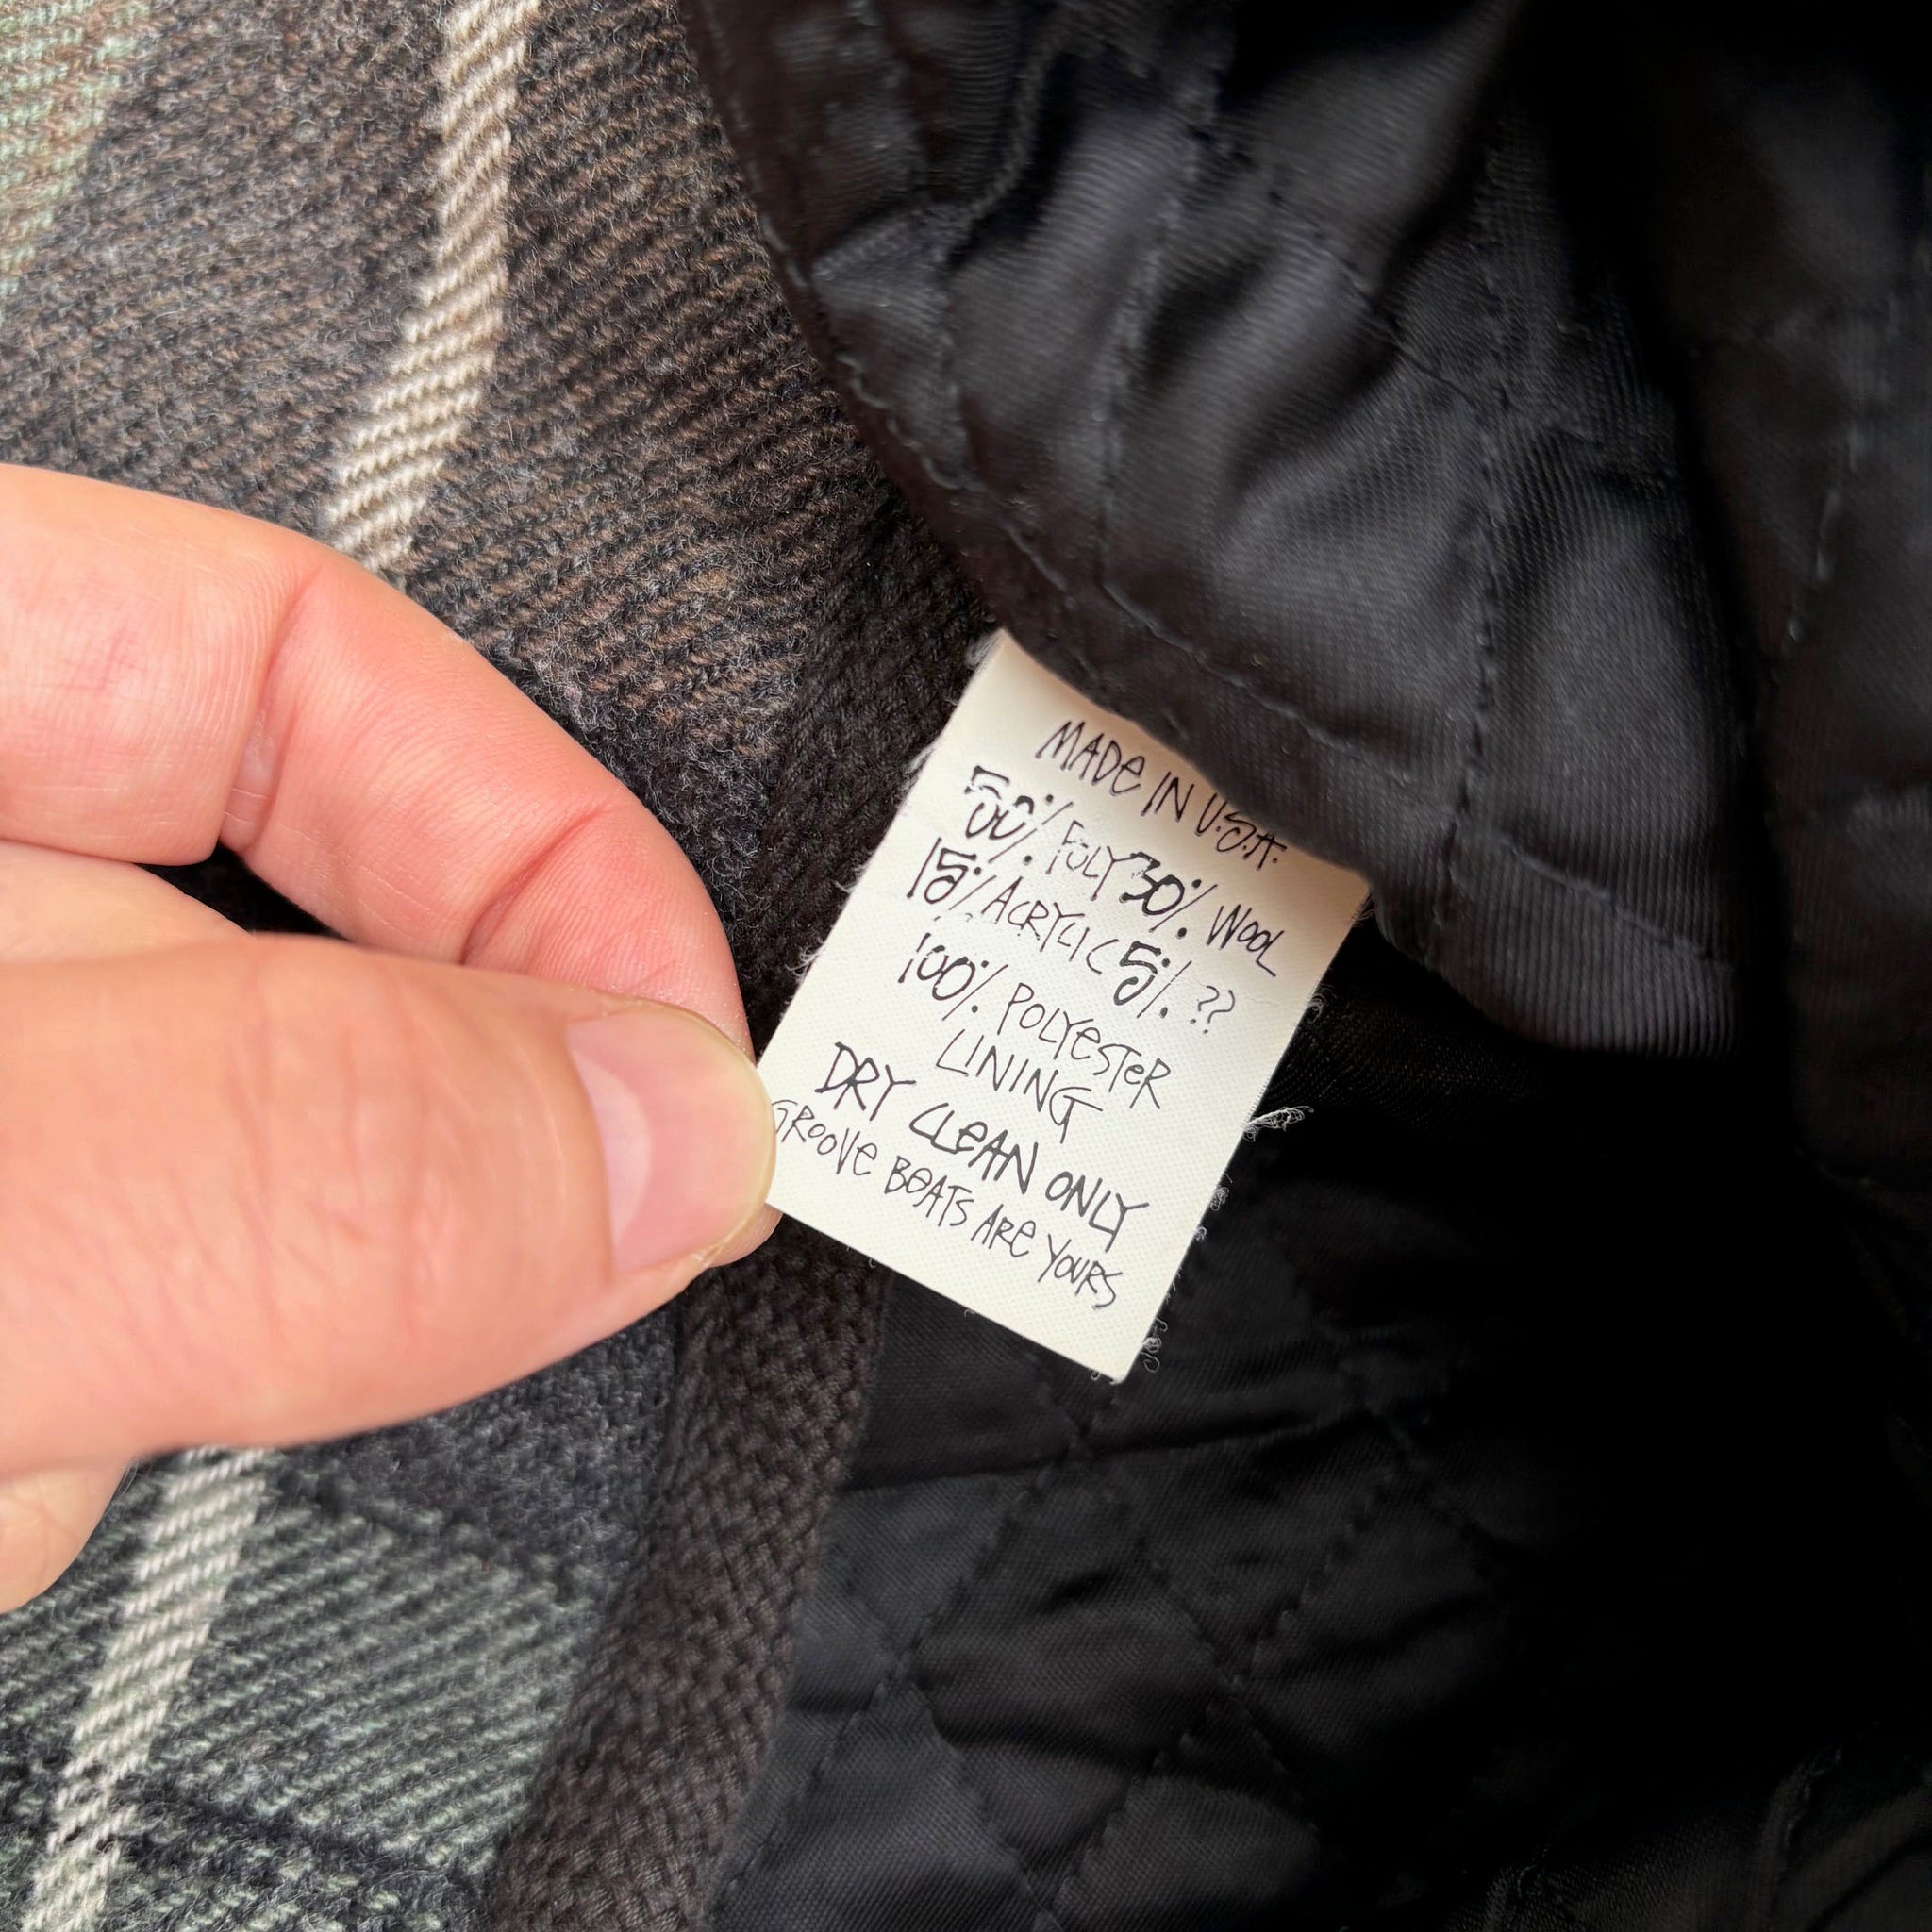 MADE IN U.S.A.
50% POLY 30% WOOL
15% ACRYLIC 5% ??
100% POLYESTER
LINING
DRY CLEAN ONLY
GROOVE BEATS ARE YOURS